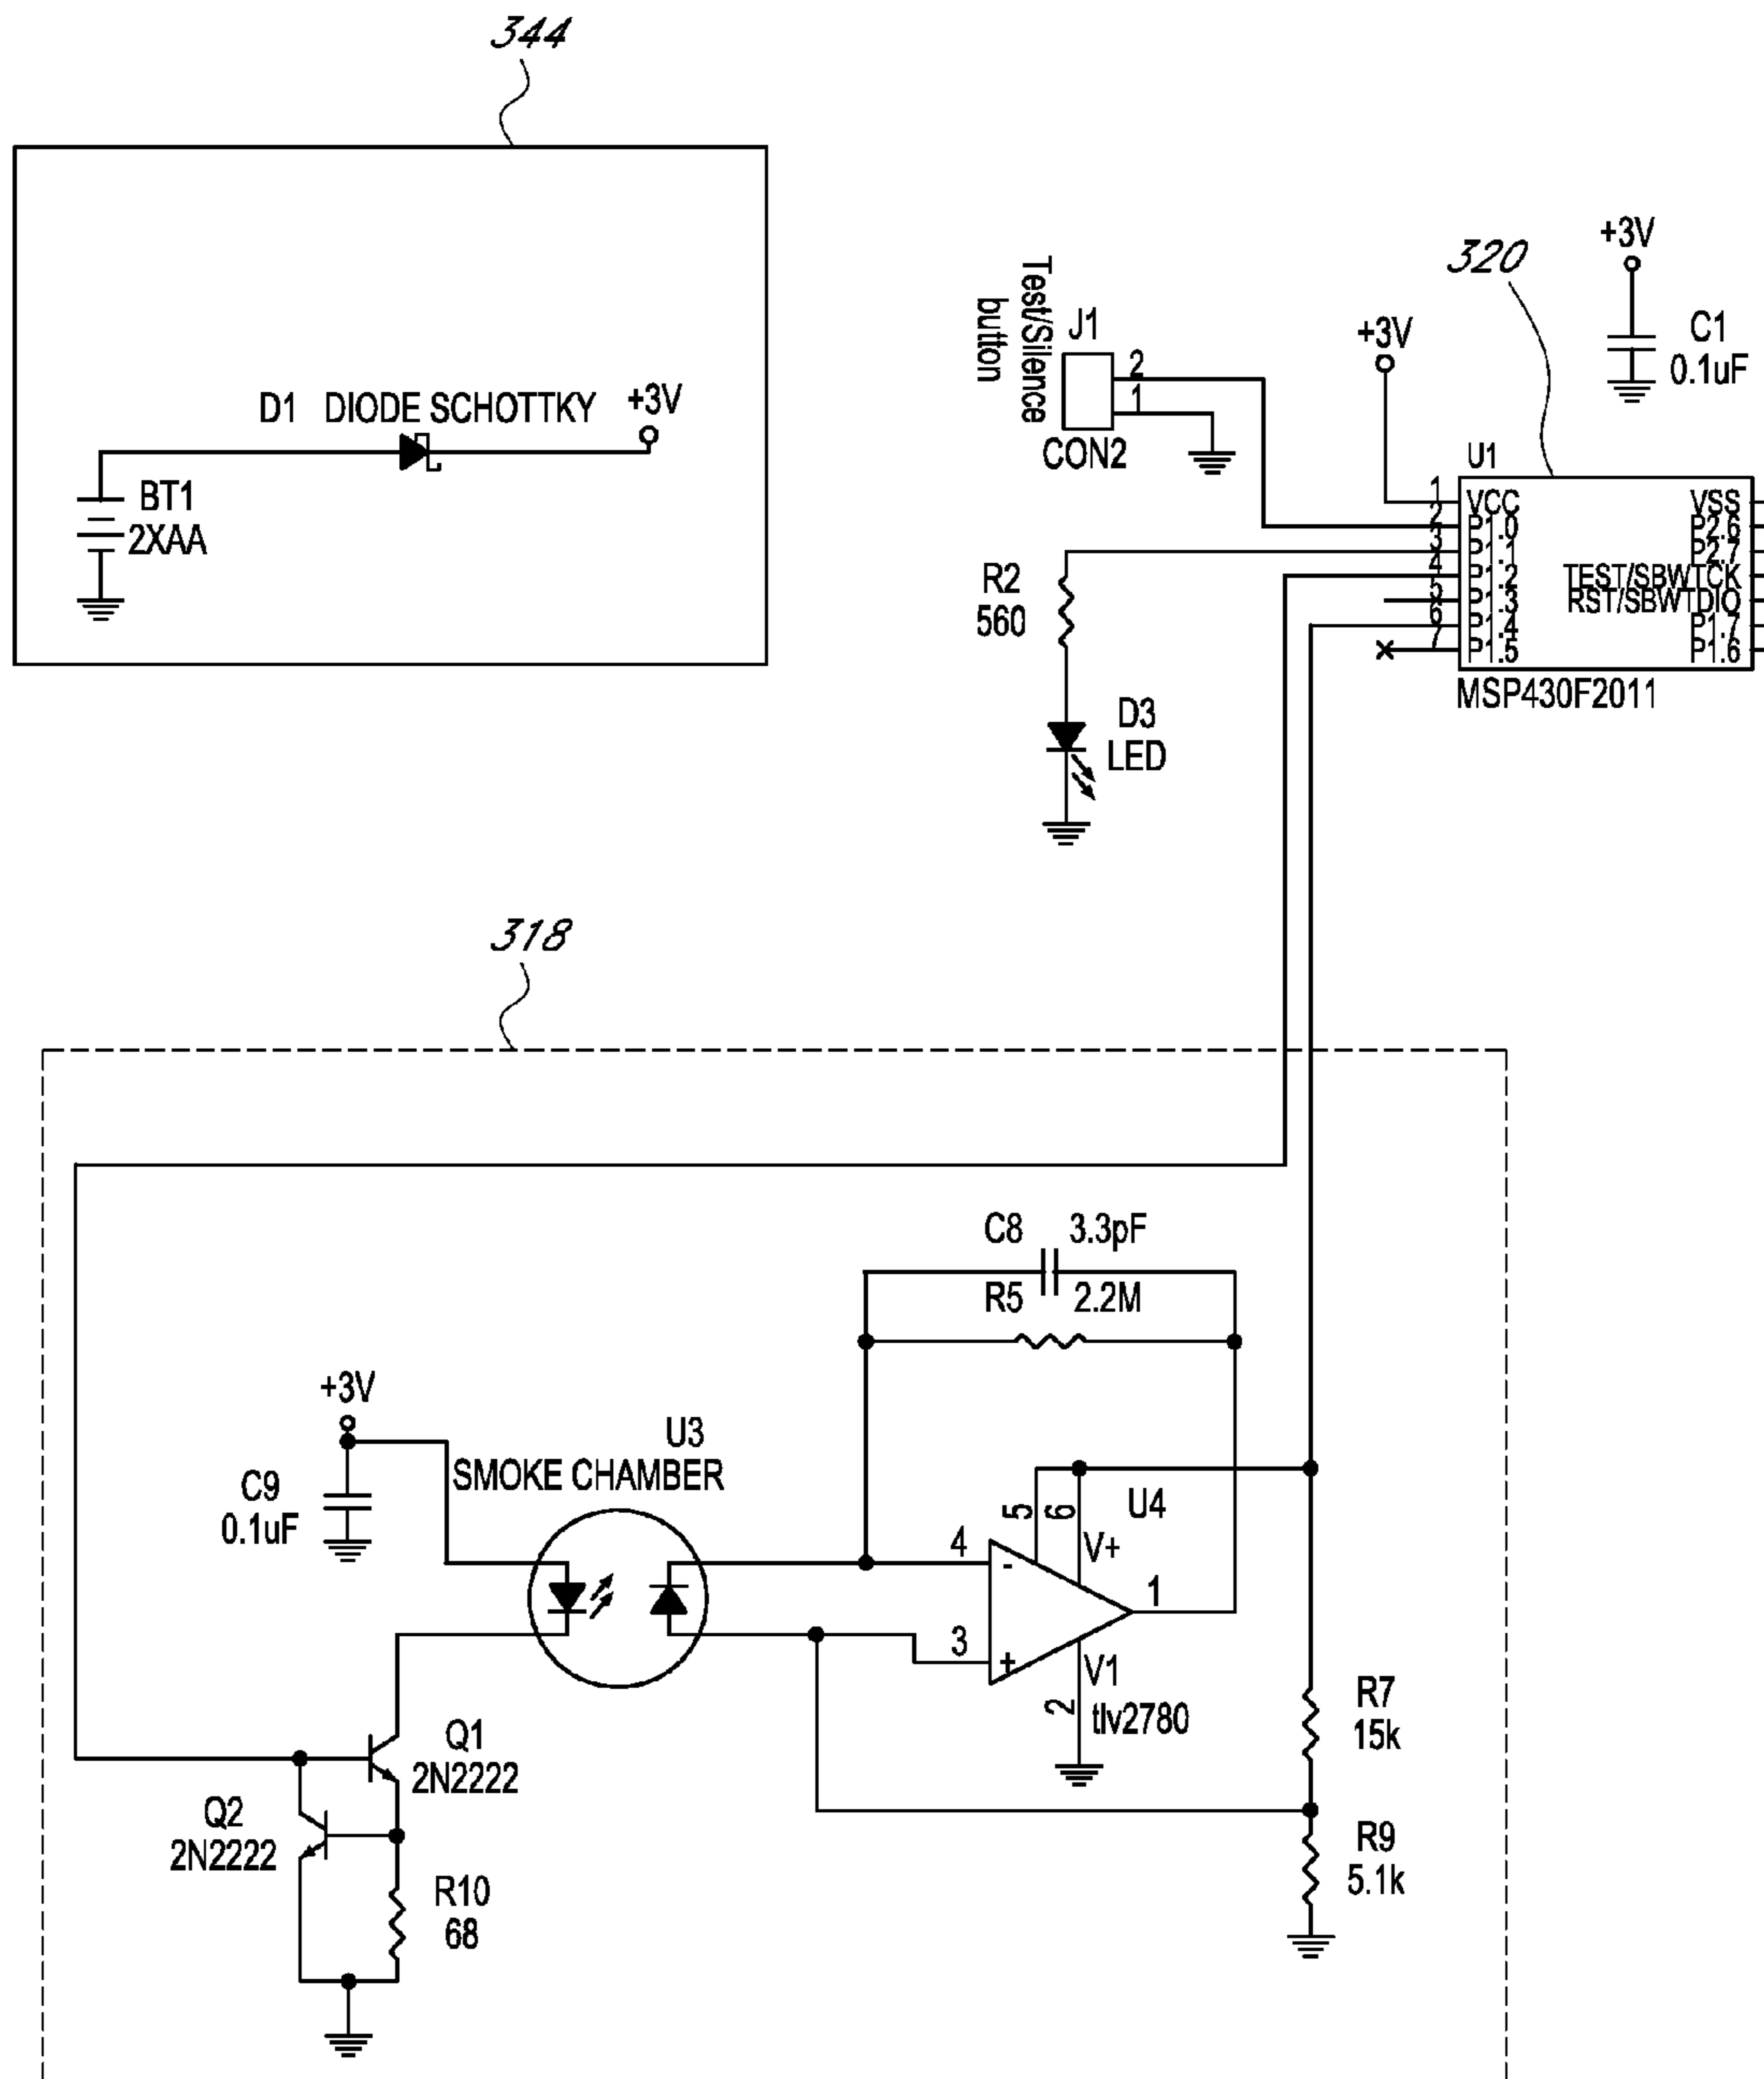 344
D1 DIODE SCHOTTKY +3V
BT1
2XAA
Test/Silence
button
J1
2
1
CON2
+3V
320
+3V
C1
0.1uF
U1
1 VCC VSS
2 P1.0 P2.6
3 P1.1 P2.7
4 P1.2 TEST/SBWTCK
5 P1.3 RST/SBWTDIO
6 P1.4 P1.7
7 P1.5 P1.6
MSP430F2011
R2
560
D3
LED
318
C8 3.3pF
R5 2.2M
+3V
C9
0.1uF
U3
SMOKE CHAMBER
5
6
U4
V+
4
-
1
3
+
V1
2
tlv2780
R7
15k
R9
5.1k
Q1
2N2222
Q2
2N2222
R10
68